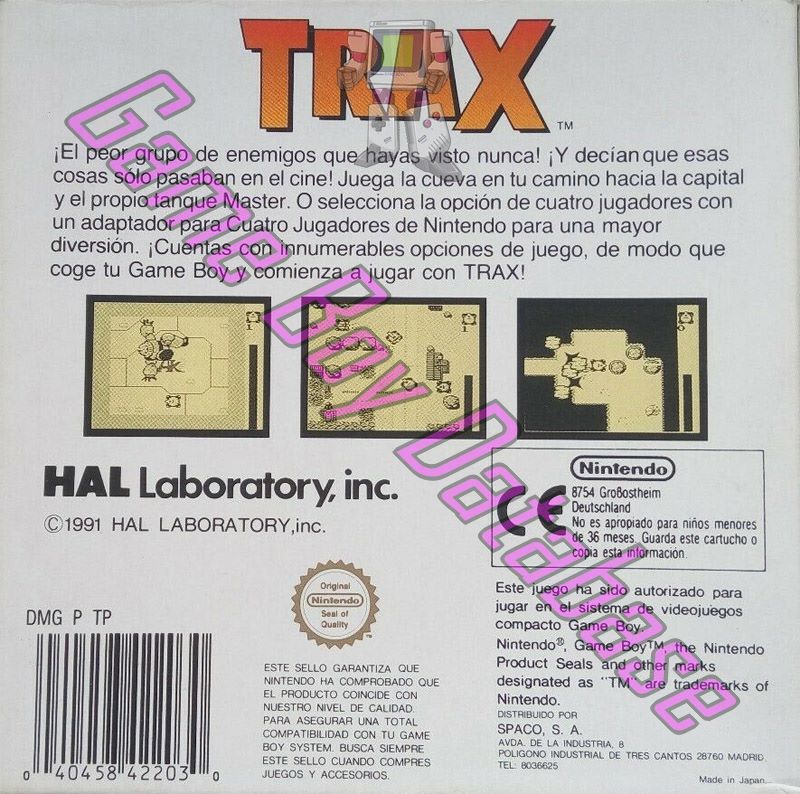 TRAX
TM
¡El peor grupo de enemigos que hayas visto nunca! ¡Y decían que esas
cosas sólo pasaban en el cine! Juega la cueva en tu camino hacia la capital
y el propio tanque Master. O selecciona la opción de cuatro jugadores con
un adaptador para Cuatro Jugadores de Nintendo para una mayor
diversión. ¡Cuentas con innumerables opciones de juego, de modo que
coge tu Game Boy y comienza a jugar con TRAX!
HAL Laboratory, inc.
©1991 HAL LABORATORY,inc.
Nintendo
CE
8754 Großostheim
Deutschland
No es apropiado para niños menores
de 36 meses. Guarda este cartucho o
copia esta información.
Original
Nintendo
Seal of
Quality
DMG P TP
0 40458 42203 0
ESTE SELLO GARANTIZA QUE
NINTENDO HA COMPROBADO QUE
EL PRODUCTO COINCIDE CON
NUESTRO NIVEL DE CALIDAD.
PARA ASEGURAR UNA TOTAL
COMPATIBILIDAD CON TU GAME
BOY SYSTEM. BUSCA SIEMPRE
ESTE SELLO CUANDO COMPRES
JUEGOS Y ACCESORIOS.
Este juego ha sido autorizado para
jugar en el sistema de videojuegos
compacto Game Boy.
Nintendo®, Game Boy™, the Nintendo
Product Seals and other marks
designated as "TM" are trademarks of
Nintendo.
DISTRIBUIDO POR
SPACO, S. A.
AVDA. DE LA INDUSTRIA, 8
POLIGONO INDUSTRIAL DE TRES CANTOS 28760 MADRID
TEL: 8036625
Made in Japan
Game Boy Database